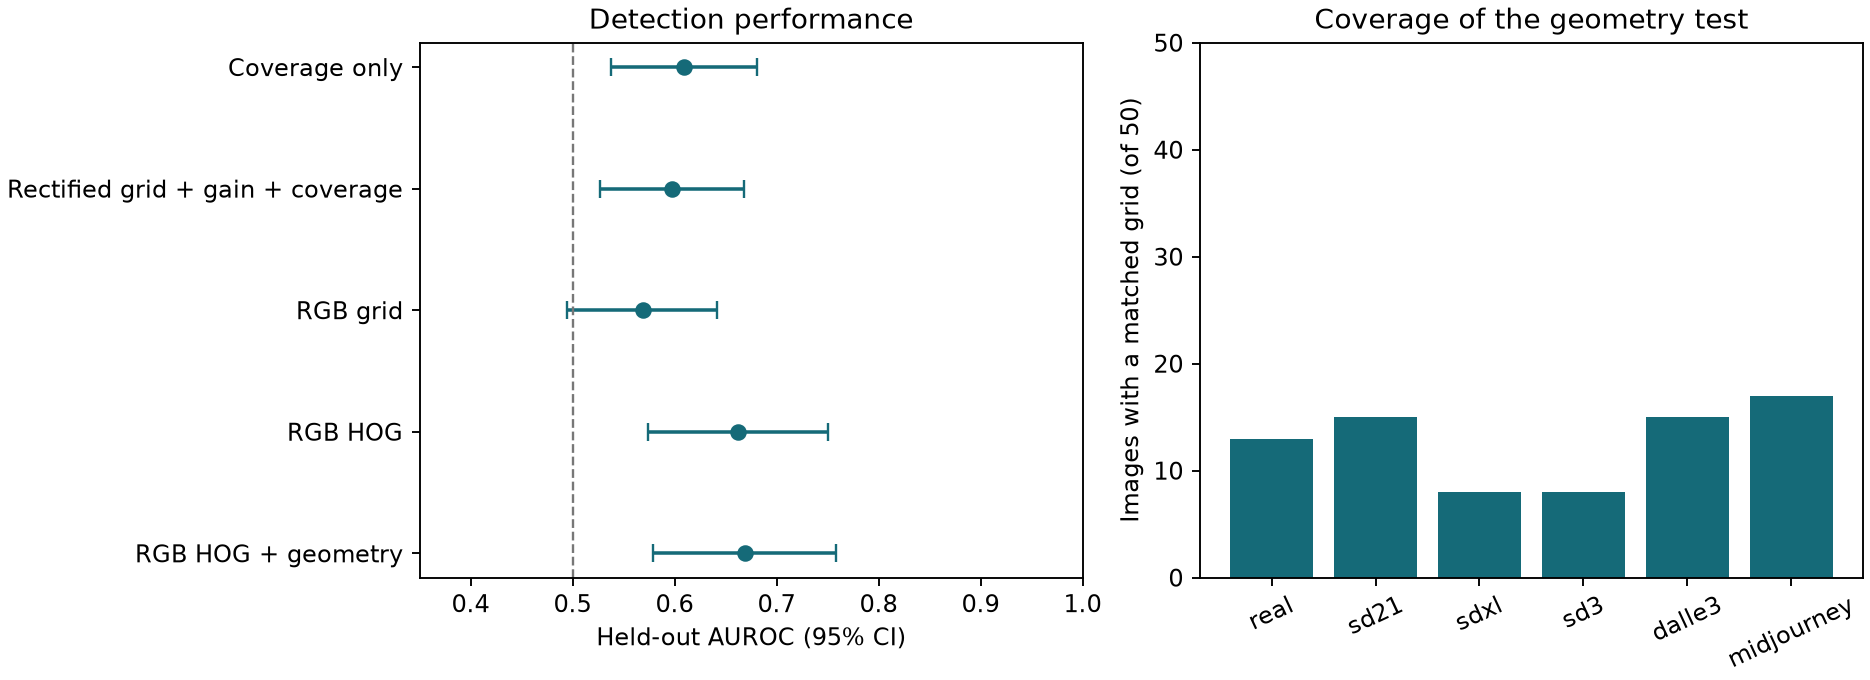 Detection performance
Coverage only
Rectified grid + gain + coverage
RGB grid
RGB HOG
RGB HOG + geometry
0.4 0.5 0.6 0.7 0.8 0.9 1.0
Held-out AUROC (95% CI)
Coverage of the geometry test
Images with a matched grid (of 50)
50
40
30
20
10
0
real sd21 sdxl sd3 dalle3 midjourney